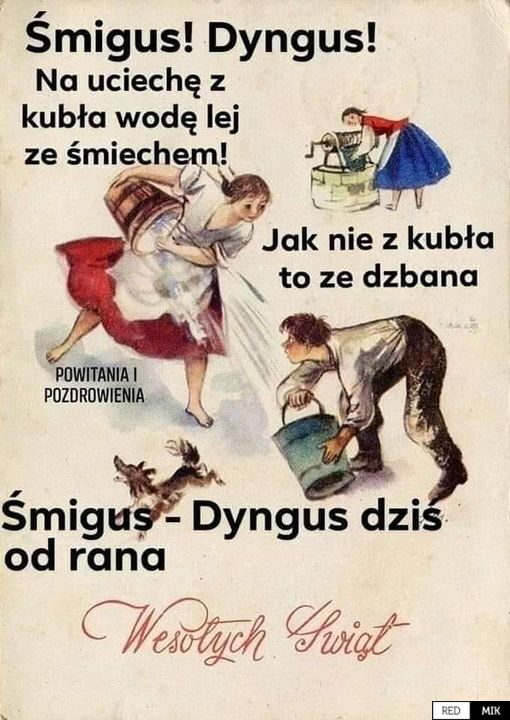 Śmigus! Dyngus!
Na uciechę z
kubła wodę lej
ze śmiechem!
Jak nie z kubła
to ze dzbana
POWITANIA I
POZDROWIENIA
Śmigus - Dyngus dziś
od rana
Wesołych Świąt
RED MIK